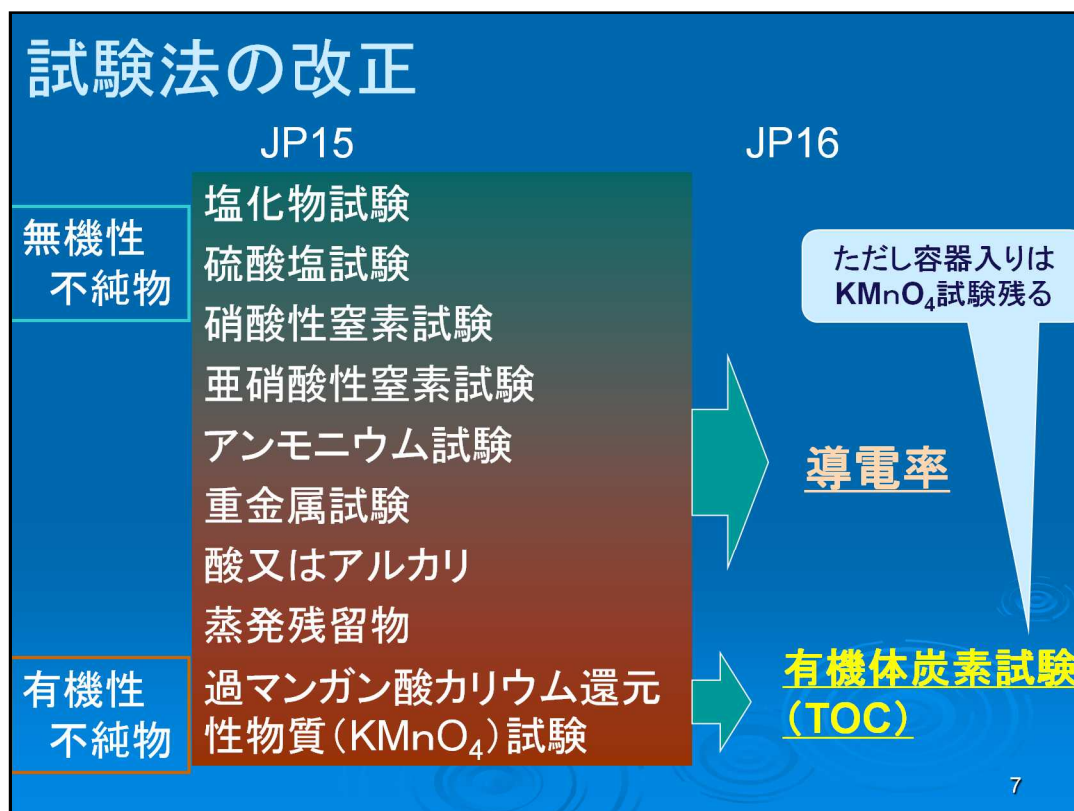 試験法の改正
JP15
JP16
無機性
不純物
塩化物試験
硫酸塩試験
硝酸性窒素試験
亜硝酸性窒素試験
アンモニウム試験
重金属試験
酸又はアルカリ
蒸発残留物
ただし容器入りは
KMnO₄試験残る
導電率
有機性
不純物
過マンガン酸カリウム還元
性物質(KMnO₄)試験
有機体炭素試験
(TOC)
7